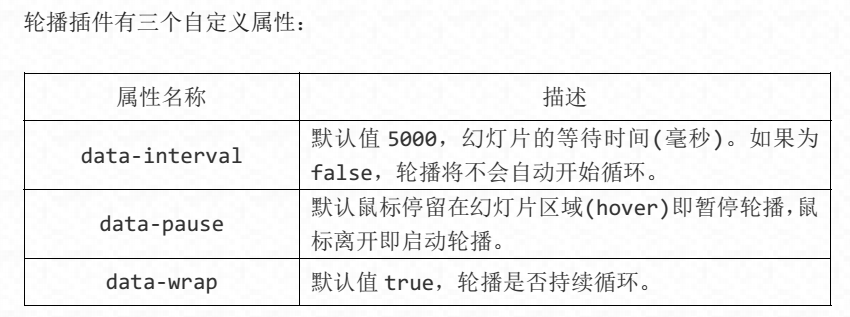 轮播插件有三个自定义属性：
属性名称 描述
data-interval 默认值 5000，幻灯片的等待时间(毫秒)。如果为
false，轮播将不会自动开始循环。
data-pause 默认鼠标停留在幻灯片区域(hover)即暂停轮播，鼠
标离开即启动轮播。
data-wrap 默认值 true，轮播是否持续循环。